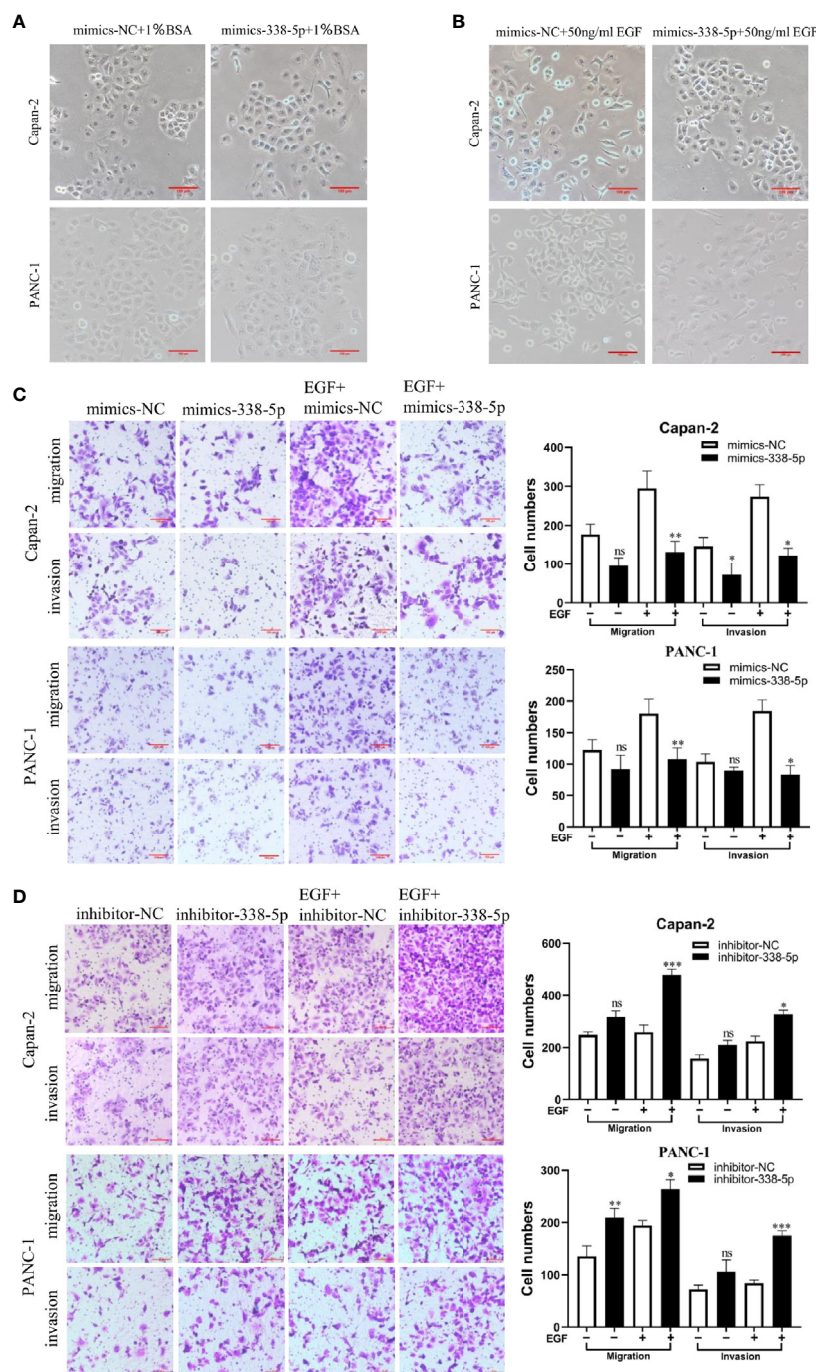 A
mimics-NC+1%BSA
mimics-338-5p+1%BSA
Capan-2
PANC-1
B
mimics-NC+50ng/ml EGF
mimics-338-5p+50ng/ml EGF
Capan-2
PANC-1
C
mimics-NC
mimics-338-5p
EGF+
mimics-NC
EGF+
mimics-338-5p
Capan-2
migration
invasion
PANC-1
migration
invasion
Capan-2
mimics-NC
mimics-338-5p
Cell numbers
400
300
200
100
0
ns
**
*
*
EGF
− − + + − − + +
Migration
Invasion
PANC-1
mimics-NC
mimics-338-5p
Cell numbers
250
200
150
100
50
0
ns
**
ns
*
EGF
− − + + − − + +
Migration
Invasion
D
inhibitor-NC
inhibitor-338-5p
EGF+
inhibitor-NC
EGF+
inhibitor-338-5p
Capan-2
migration
invasion
PANC-1
migration
invasion
Capan-2
inhibitor-NC
inhibitor-338-5p
Cell numbers
600
400
200
0
ns
***
ns
*
EGF
− − + + − − + +
Migration
Invasion
PANC-1
inhibitor-NC
inhibitor-338-5p
Cell numbers
300
200
100
0
**
*
ns
***
EGF
− − + + − − + +
Migration
Invasion